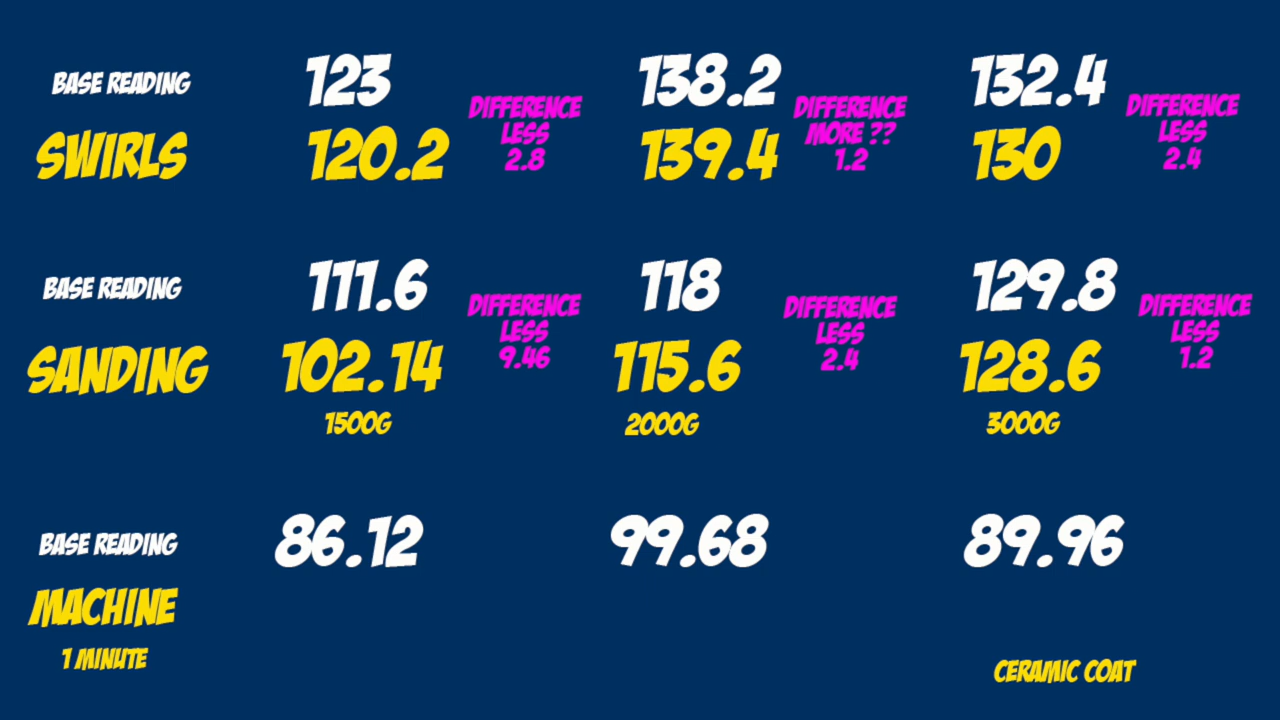 BASE READING 123 138.2 132.4
SWIRLS 120.2 139.4 130
DIFFERENCE LESS 2.8
DIFFERENCE MORE ?? 1.2
DIFFERENCE LESS 2.4
BASE READING 111.6 118 129.8
SANDING 102.14 115.6 128.6
DIFFERENCE LESS 9.46
DIFFERENCE LESS 2.4
DIFFERENCE LESS 1.2
1500G 2000G 3000G
BASE READING 86.12 99.68 89.96
MACHINE
1 MINUTE
CERAMIC COAT